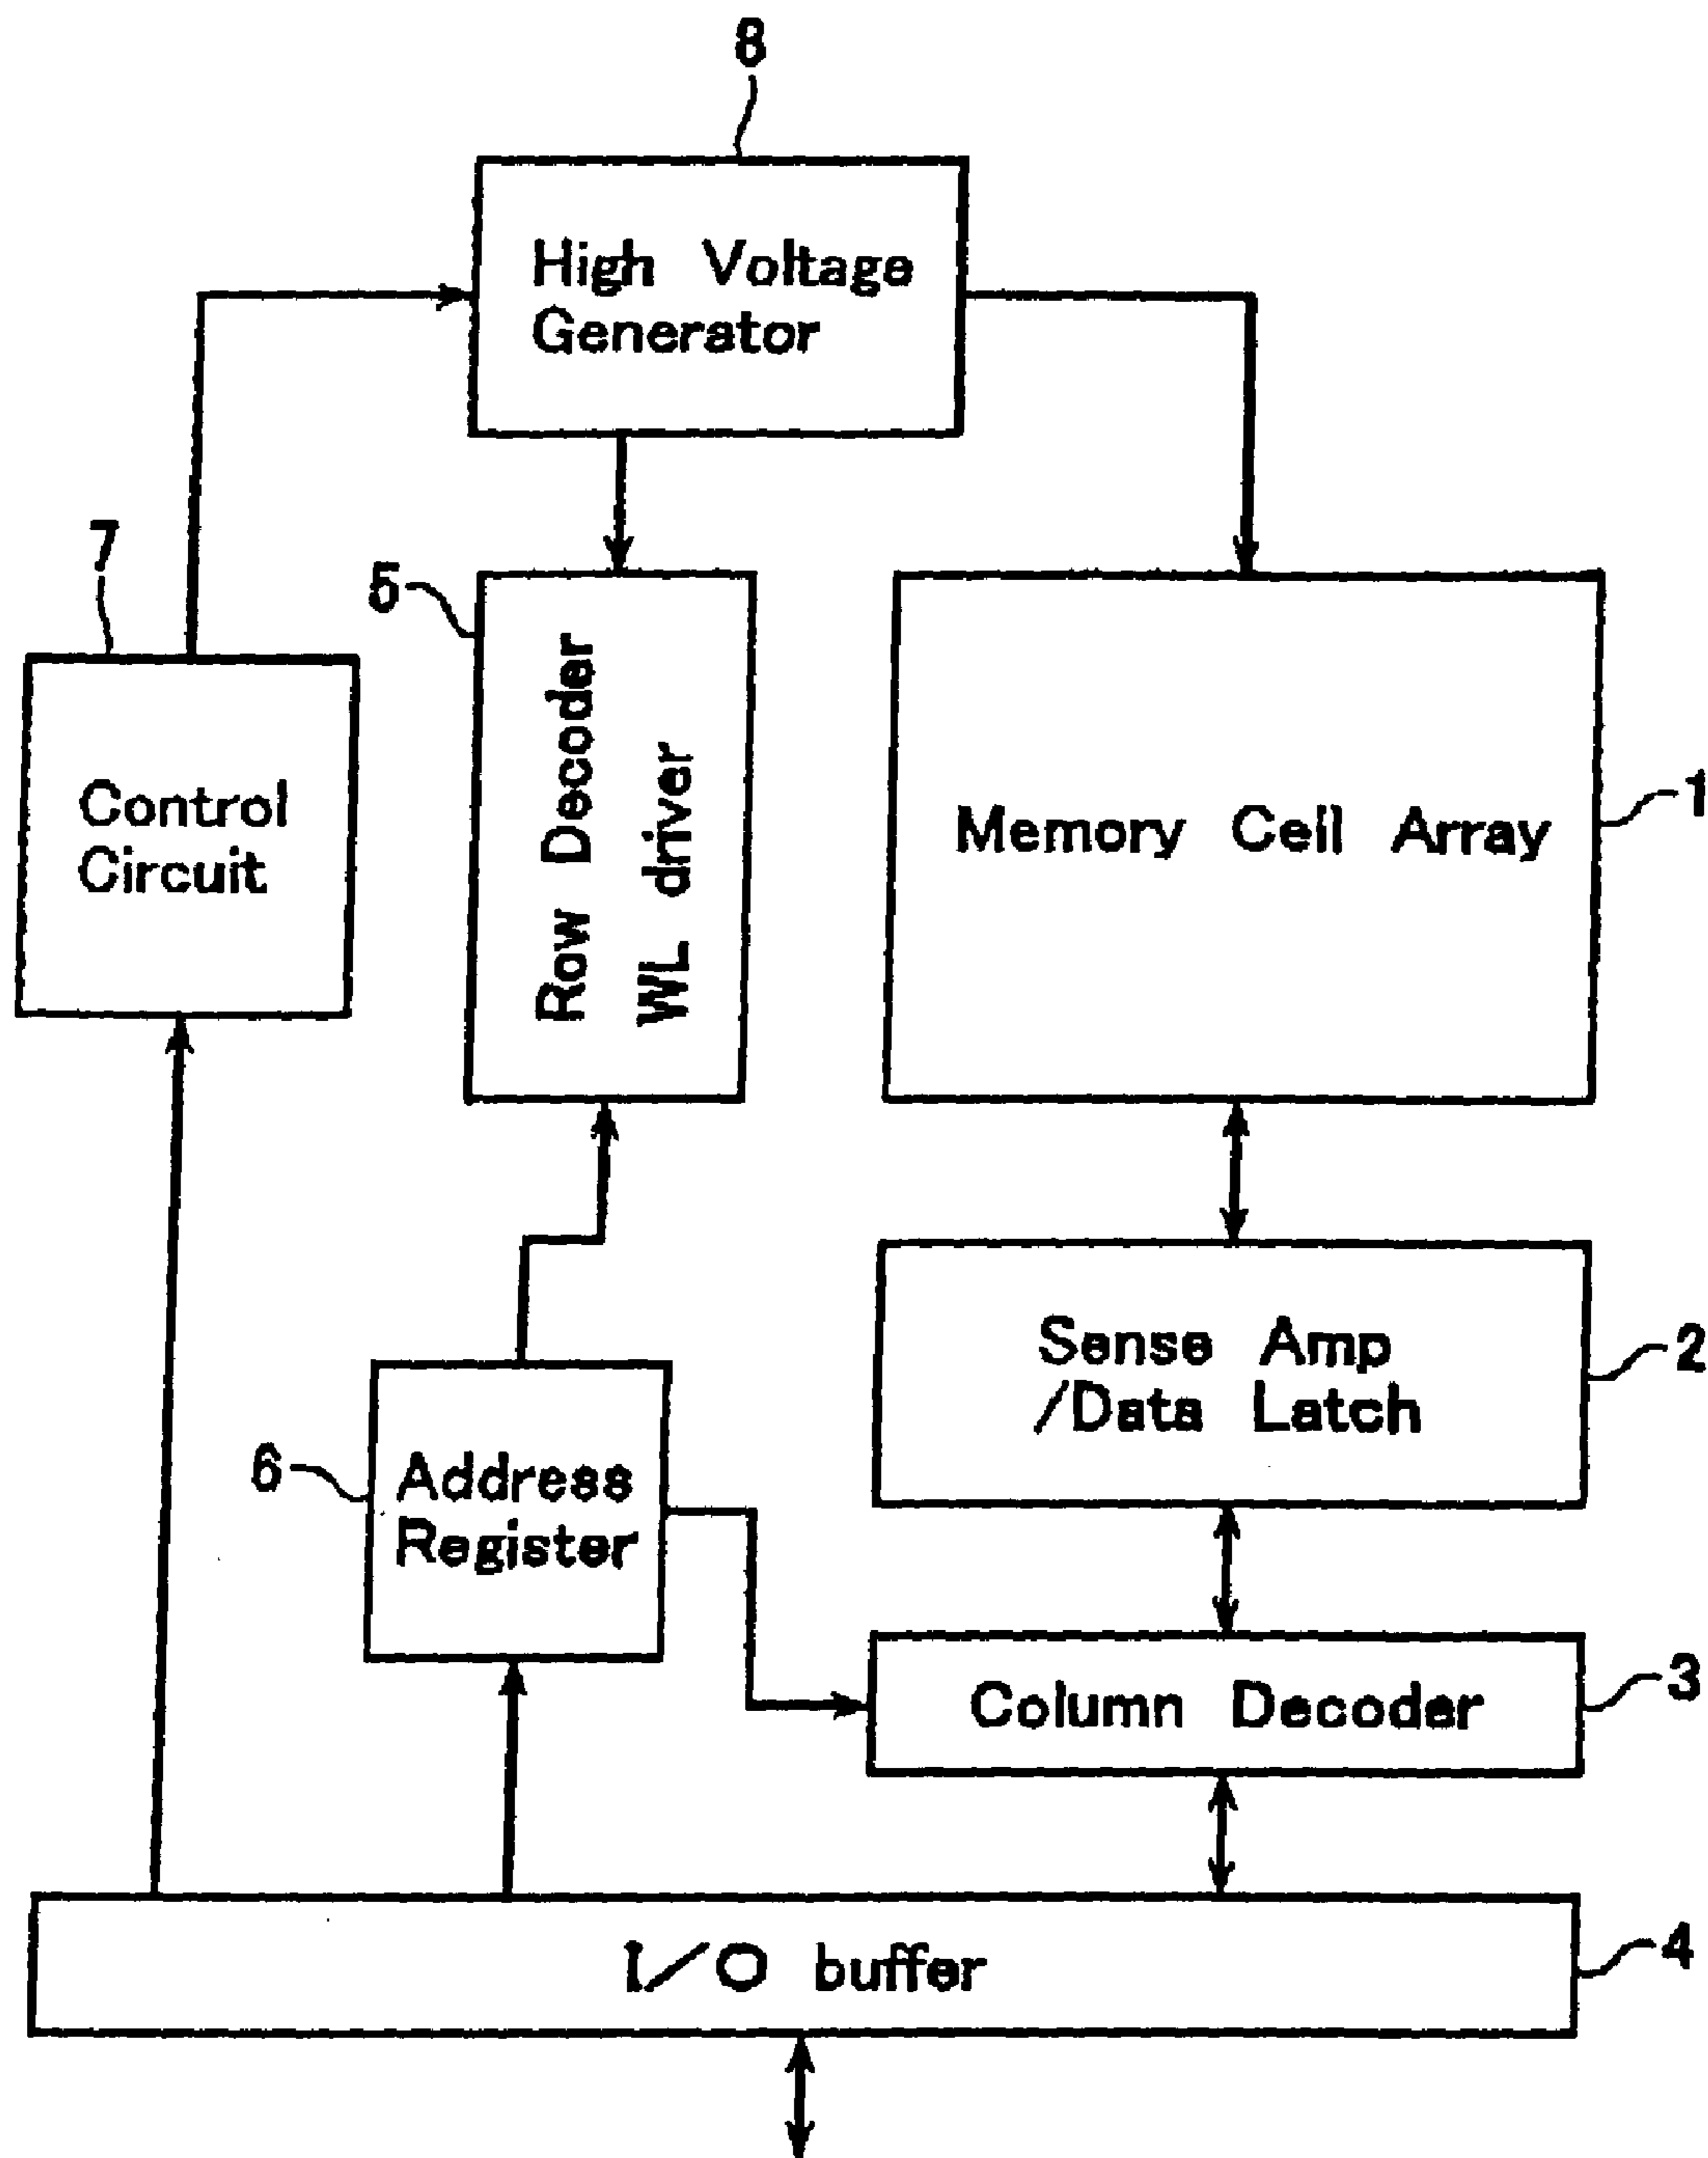 8
High Voltage
Generator
7
5
Control
Circuit
Row Decoder
WL driver
Memory Cell Array
1
Sense Amp
/Data Latch
2
6
Address
Register
Column Decoder
3
I/O buffer
4